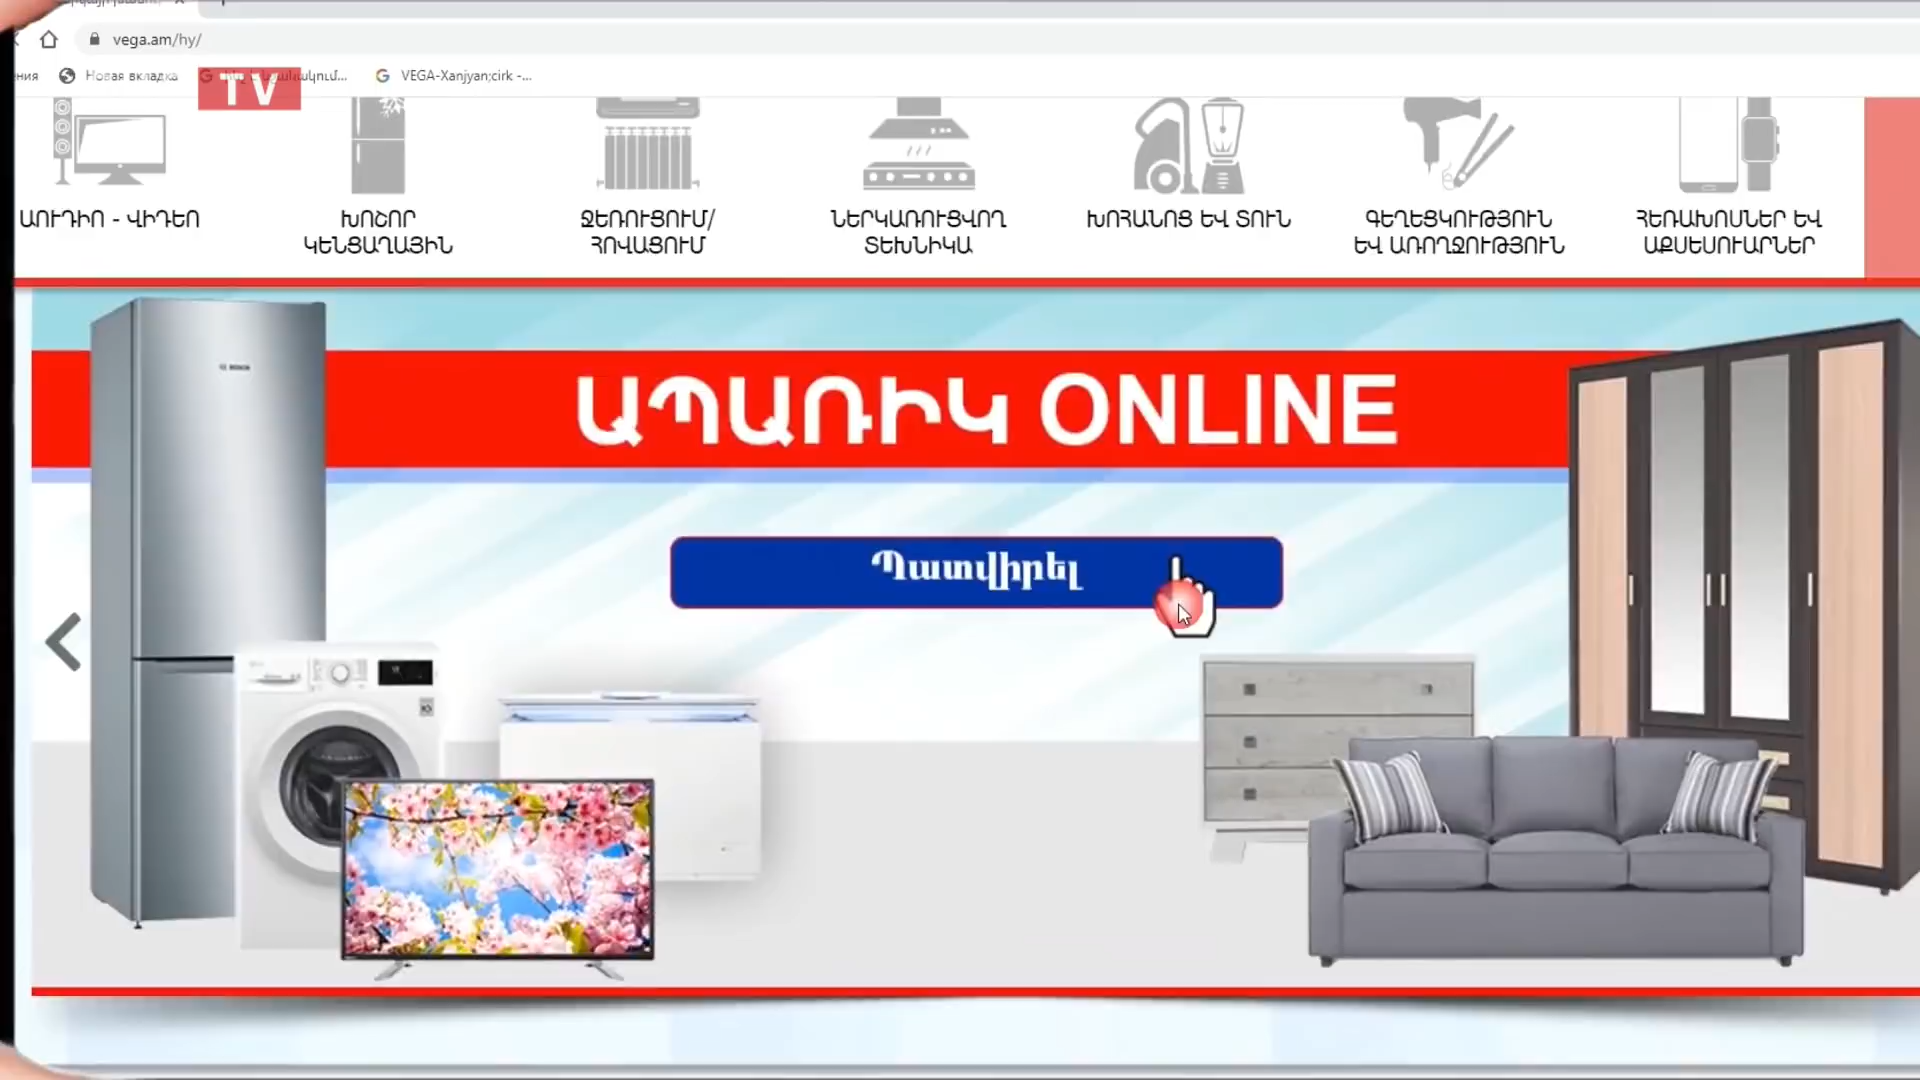 vega.am/hy/
ния Новая вкладка VEGA-Xanjyan;cirk -...
TV
ԱՈՒԴԻՈ - ՎԻԴԵՈ
ԽՈՇՈՐ
ԿԵՆՑԱՂԱՅԻՆ
ՋԵՌՈՒՑՈՒՄ/
ՀՈՎԱՑՈՒՄ
ՆԵՐԿԱՌՈՒՑՎՈՂ
ՏԵԽՆԻԿԱ
ԽՈՀԱՆՈՑ ԵՎ ՏՈՒՆ
ԳԵՂԵՑԿՈՒԹՅՈՒՆ
ԵՎ ԱՌՈՂՋՈՒԹՅՈՒՆ
ՀԵՌԱԽՈՍՆԵՐ ԵՎ
ԱՔՍԵՍՈՒԱՐՆԵՐ
ԱՊԱՌԻԿ ONLINE
Պատվիրել